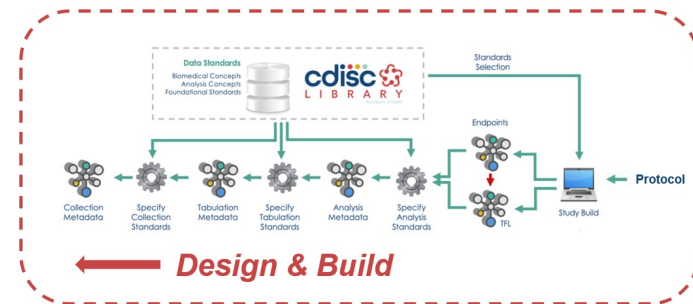 Data Standards
Biomedical Concepts
Analysis Concepts
Foundational Standards
cdisc
LIBRARY
Standards
Selection
Endpoints
Protocol
Study Build
TFL
Collection
Metadata
Specify
Collection
Standards
Tabulation
Metadata
Specify
Tabulation
Standards
Analysis
Metadata
Specify
Analysis
Standards
Design & Build